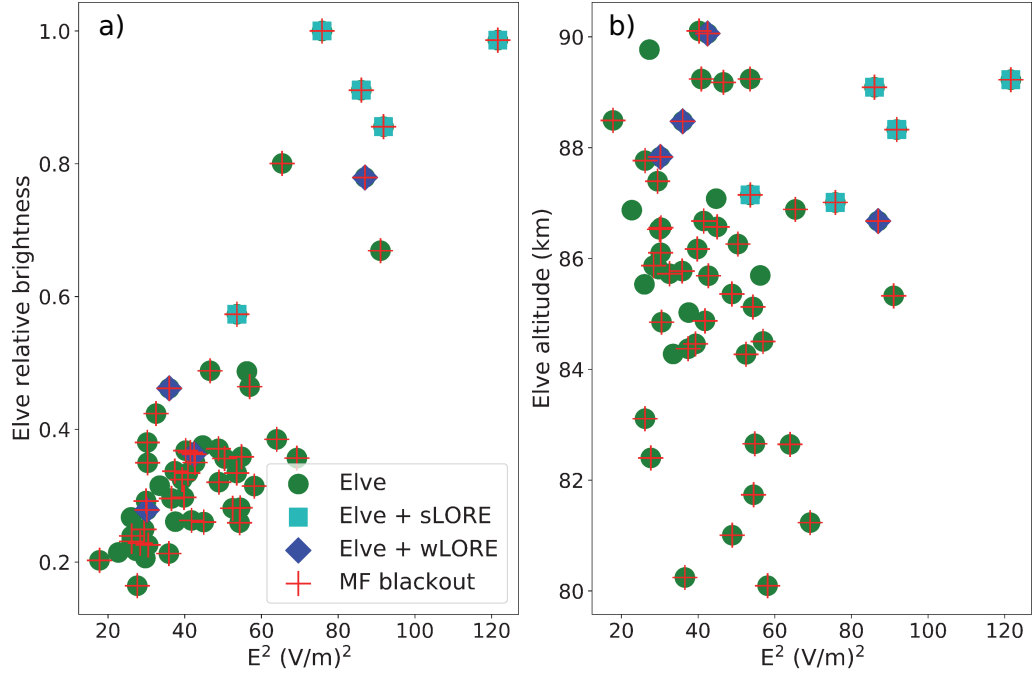 a)
1.0
0.8
0.6
0.4
0.2
Elve relative brightness
20 40 60 80 100 120
E² (V/m)²
Elve
Elve + sLORE
Elve + wLORE
MF blackout
b)
90
88
86
84
82
80
Elve altitude (km)
20 40 60 80 100 120
E² (V/m)²